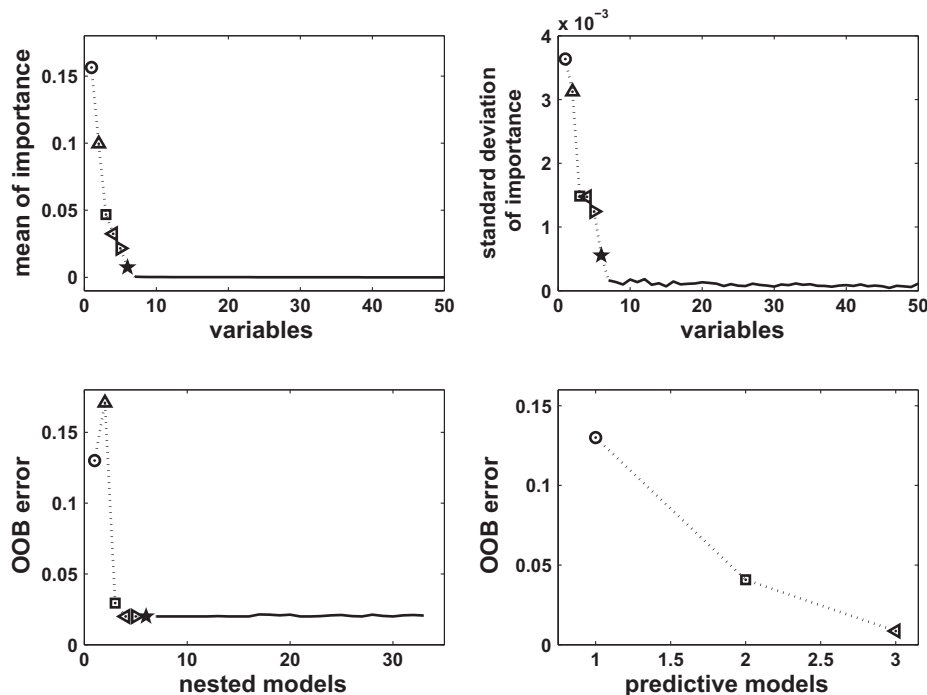 0.15
0.1
0.05
0
mean of importance
0 10 20 30 40 50
variables
x 10⁻³
4
3
2
1
0
standard deviation
of importance
0 10 20 30 40 50
variables
0.15
0.1
0.05
0
OOB error
0 10 20 30
nested models
0.15
0.1
0.05
0
OOB error
1 1.5 2 2.5 3
predictive models